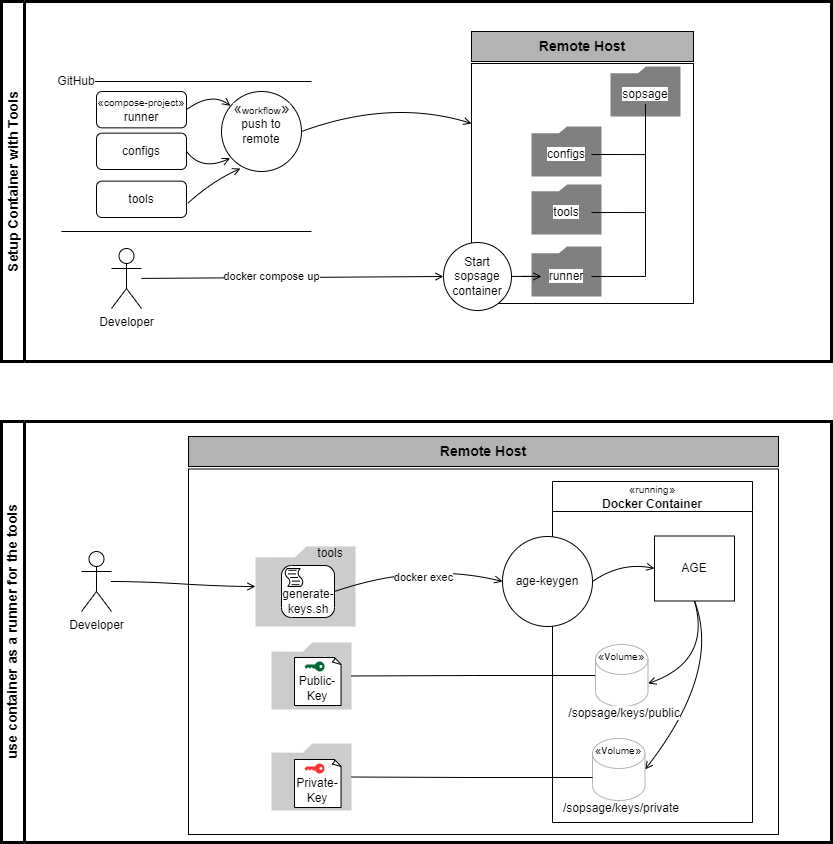 Setup Container with Tools
GitHub
«compose-project»
runner
configs
tools
«workflow»
push to
remote
Remote Host
sopsage
configs
tools
runner
Start
sopsage
container
docker compose up
Developer
use container as a runner for the tools
Remote Host
«running»
Docker Container
tools
generate-
keys.sh
docker exec
age-keygen
AGE
Developer
Public-
Key
«Volume»
/sopsage/keys/public
Private-
Key
«Volume»
/sopsage/keys/private